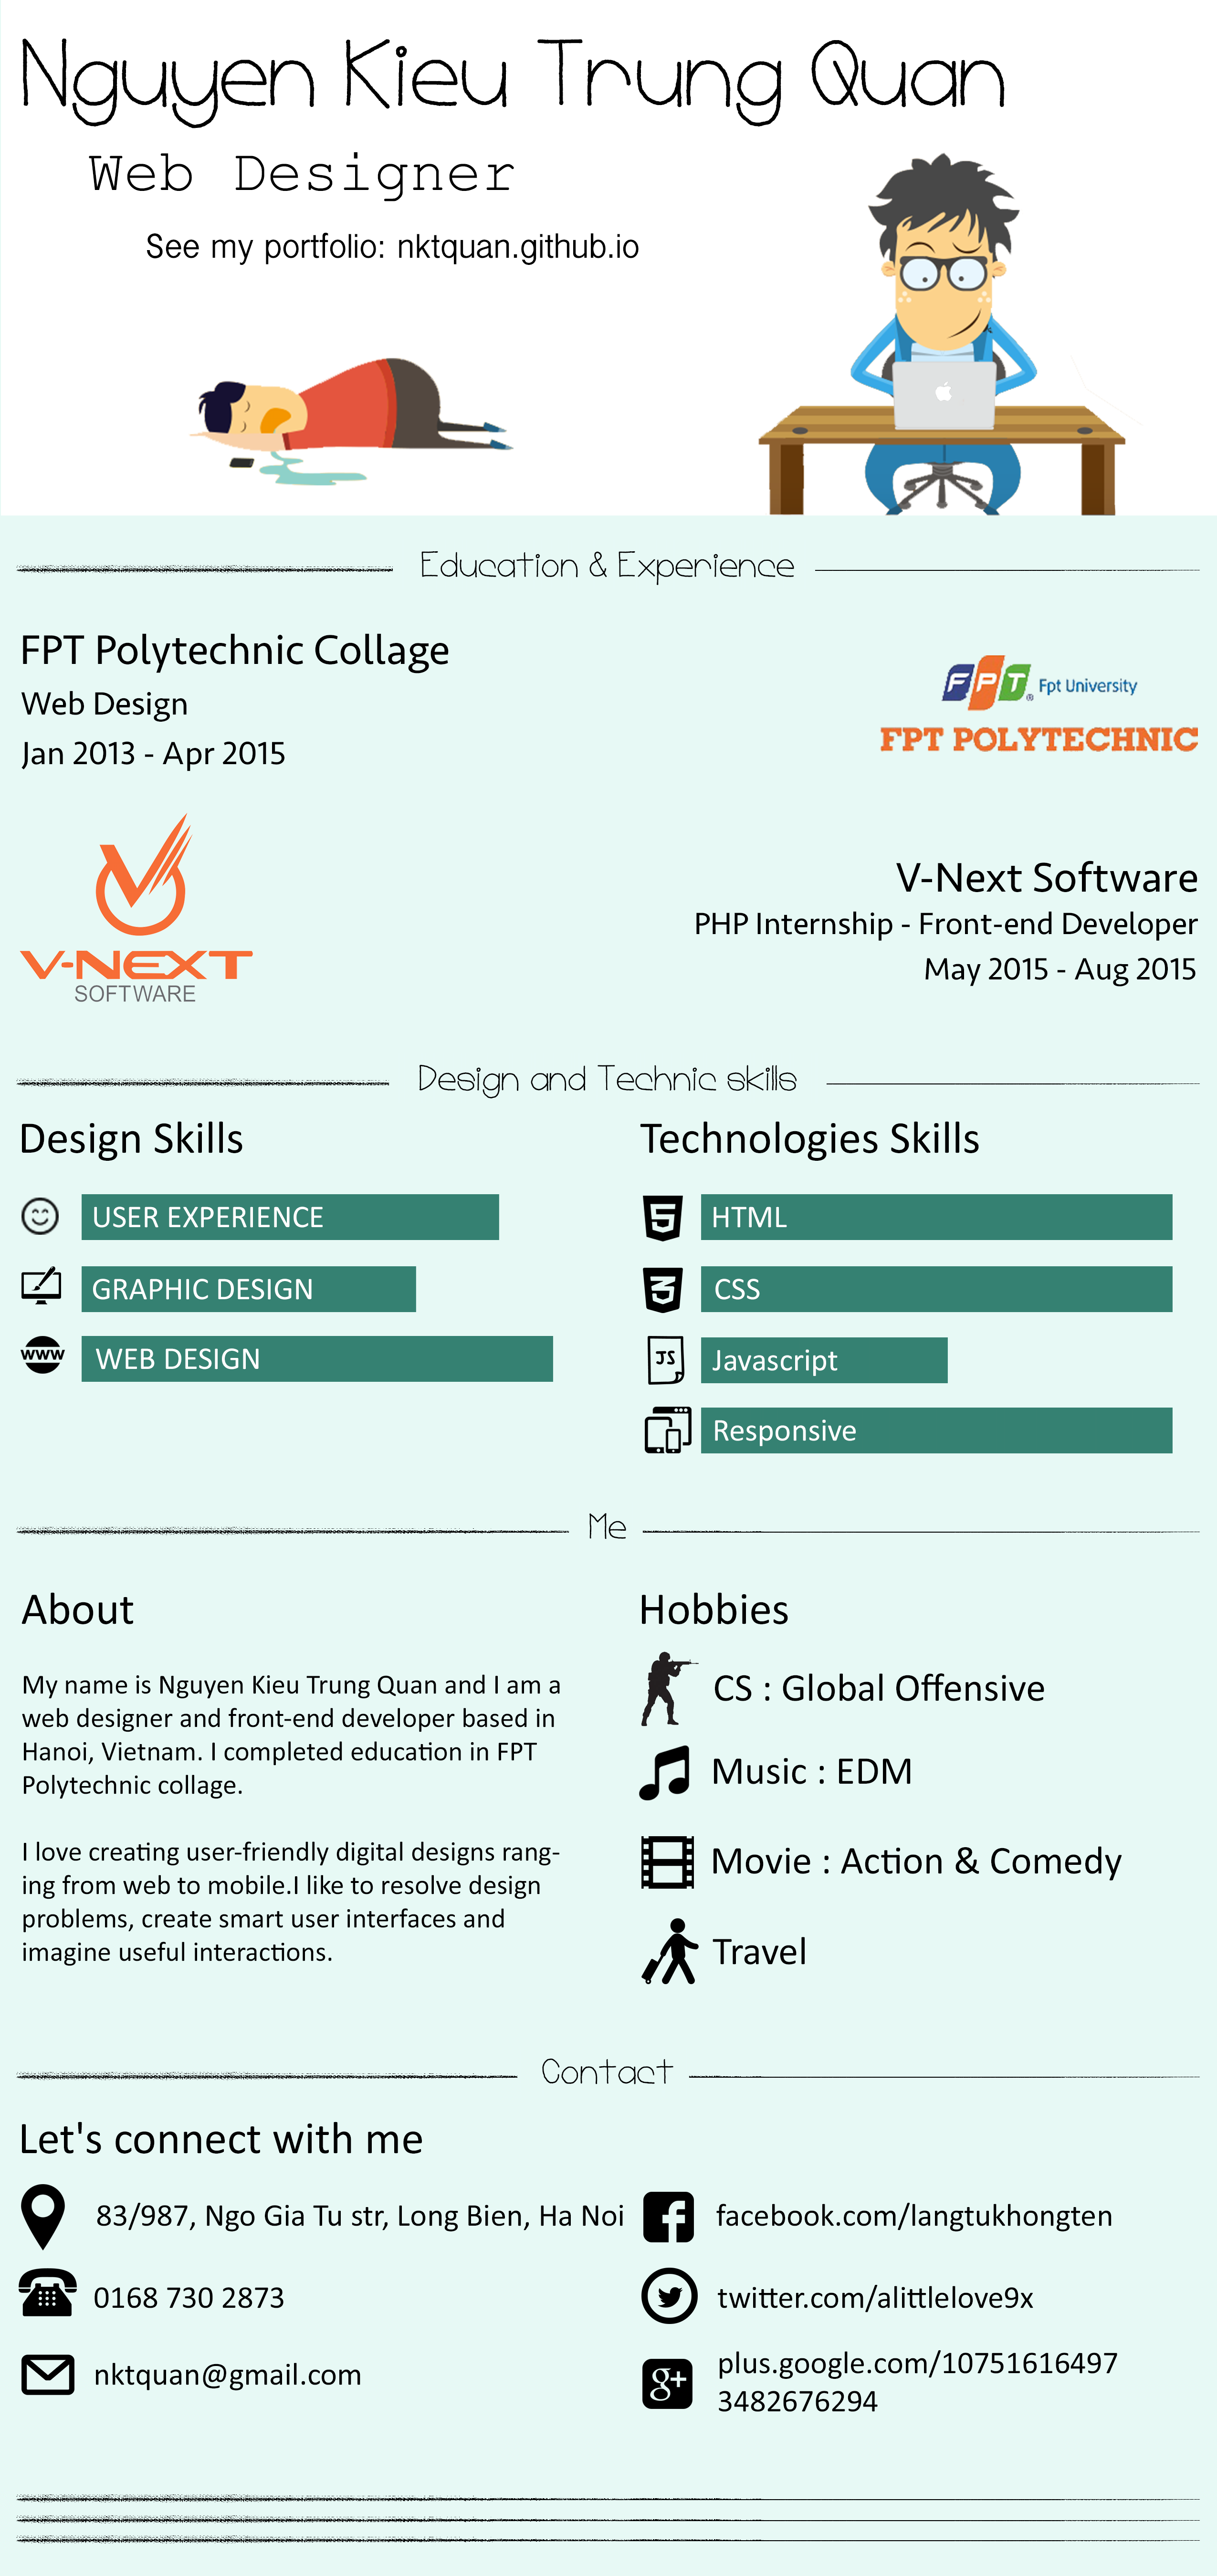 Nguyen Kieu Trung Quan
Web Designer
See my portfolio: nktquan.github.io
Education & Experience
FPT Polytechnic Collage
Web Design
Jan 2013 - Apr 2015
FPT® Fpt University
FPT POLYTECHNIC
V-NEXT
SOFTWARE
V-Next Software
PHP Internship - Front-end Developer
May 2015 - Aug 2015
Design and Technic skills
Design Skills
USER EXPERIENCE
GRAPHIC DESIGN
www WEB DESIGN
Technologies Skills
5 HTML
3 CSS
JS Javascript
Responsive
Me
About
My name is Nguyen Kieu Trung Quan and I am a
web designer and front-end developer based in
Hanoi, Vietnam. I completed education in FPT
Polytechnic collage.
I love creating user-friendly digital designs rang-
ing from web to mobile.I like to resolve design
problems, create smart user interfaces and
imagine useful interactions.
Hobbies
CS : Global Offensive
Music : EDM
Movie : Action & Comedy
Travel
Contact
Let's connect with me
83/987, Ngo Gia Tu str, Long Bien, Ha Noi
0168 730 2873
nktquan@gmail.com
f facebook.com/langtukhongten
twitter.com/alittlelove9x
g+ plus.google.com/10751616497
3482676294